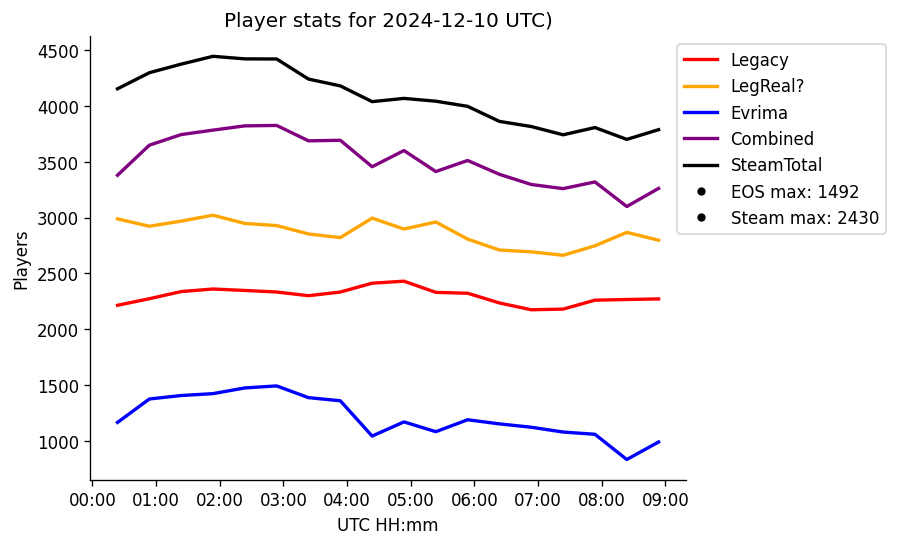 Player stats for 2024-12-10 UTC)
Players
4500
4000
3500
3000
2500
2000
1500
1000
00:00 01:00 02:00 03:00 04:00 05:00 06:00 07:00 08:00 09:00
UTC HH:mm
Legacy
LegReal?
Evrima
Combined
SteamTotal
EOS max: 1492
Steam max: 2430